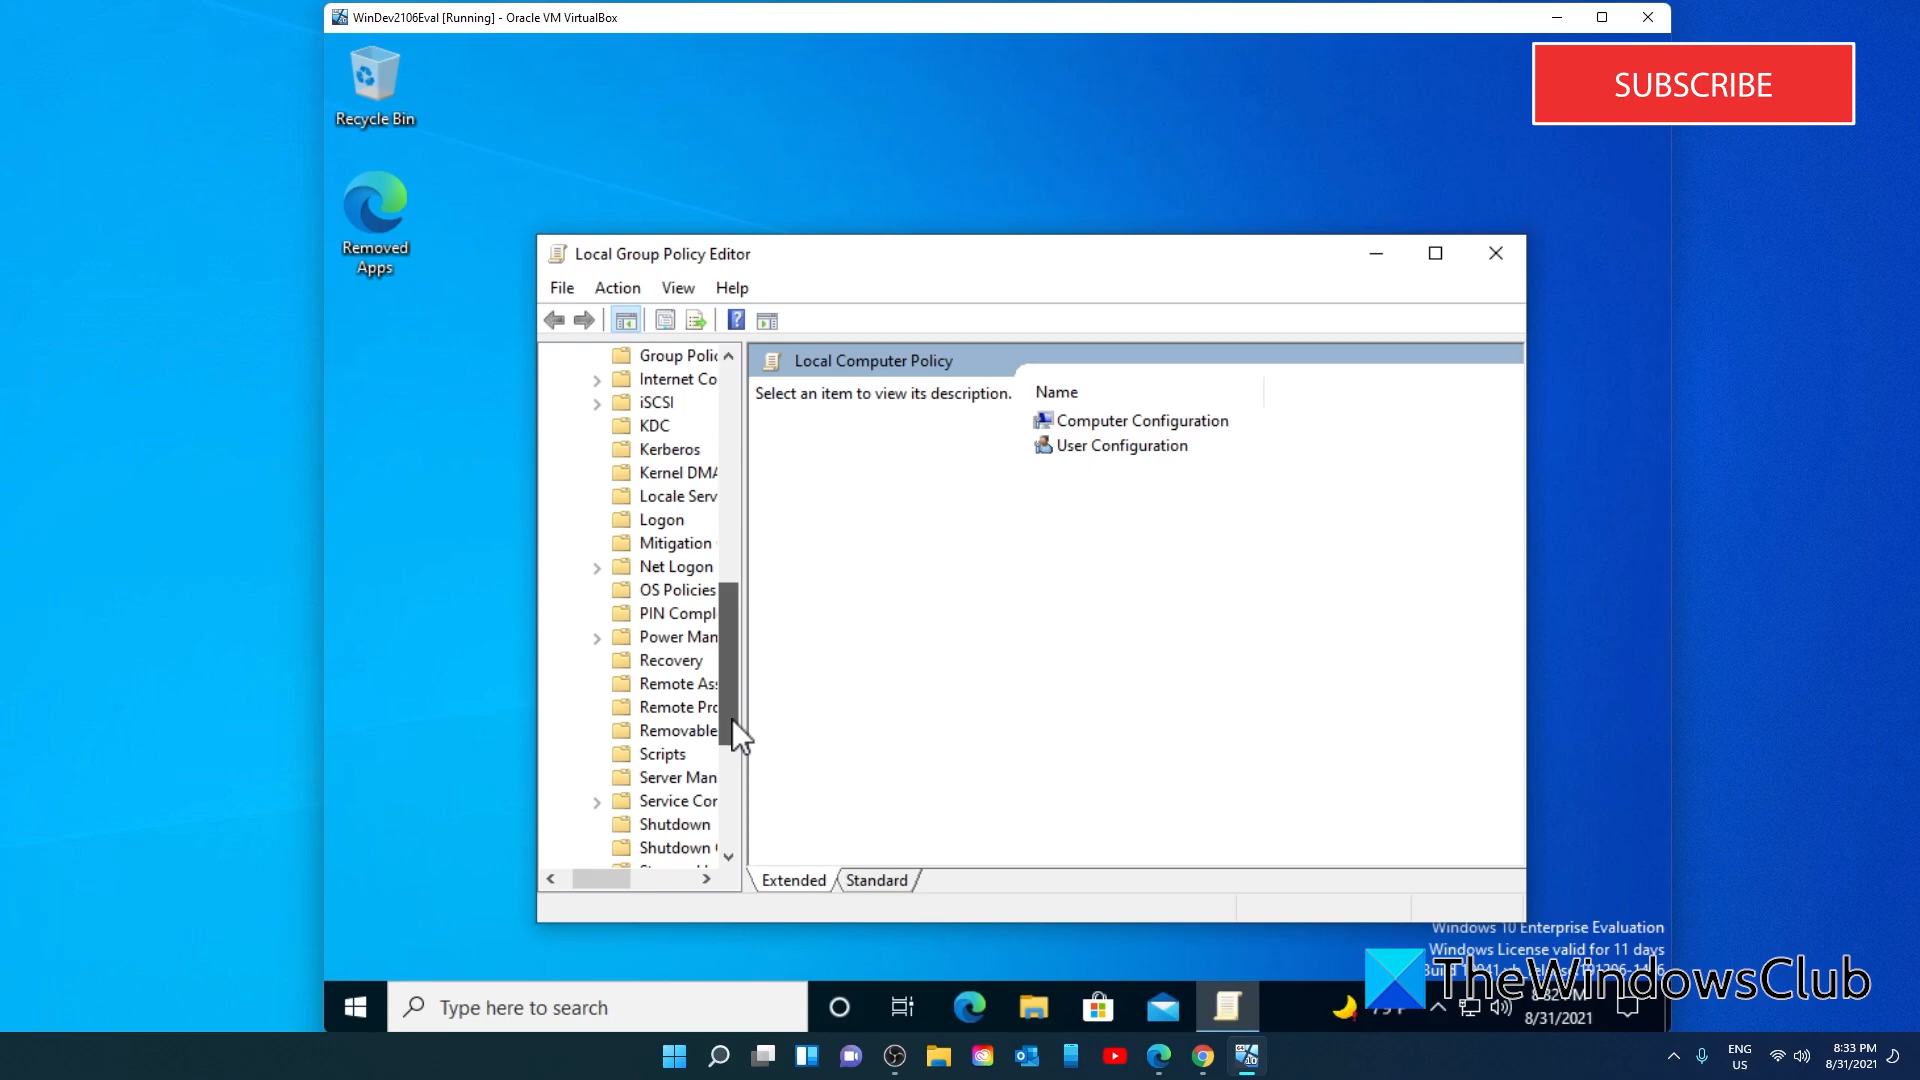 WinDev2106Eval [Running] - Oracle VM VirtualBox
SUBSCRIBE
Recycle Bin
Removed
Apps
Local Group Policy Editor
File Action View Help
Group Polic
Internet Co
iSCSI
KDC
Kerberos
Kernel DMA
Locale Serv
Logon
Mitigation
Net Logon
OS Policies
PIN Compl
Power Man
Recovery
Remote Ass
Remote Pro
Removable
Scripts
Server Man
Service Cor
Shutdown
Shutdown
Local Computer Policy
Select an item to view its description.
Name
Computer Configuration
User Configuration
Extended Standard
Windows 10 Enterprise Evaluation
Windows License valid for 11 days
TheWindowsClub
Type here to search
8/31/2021
ENG
US
8:33 PM
8/31/2021